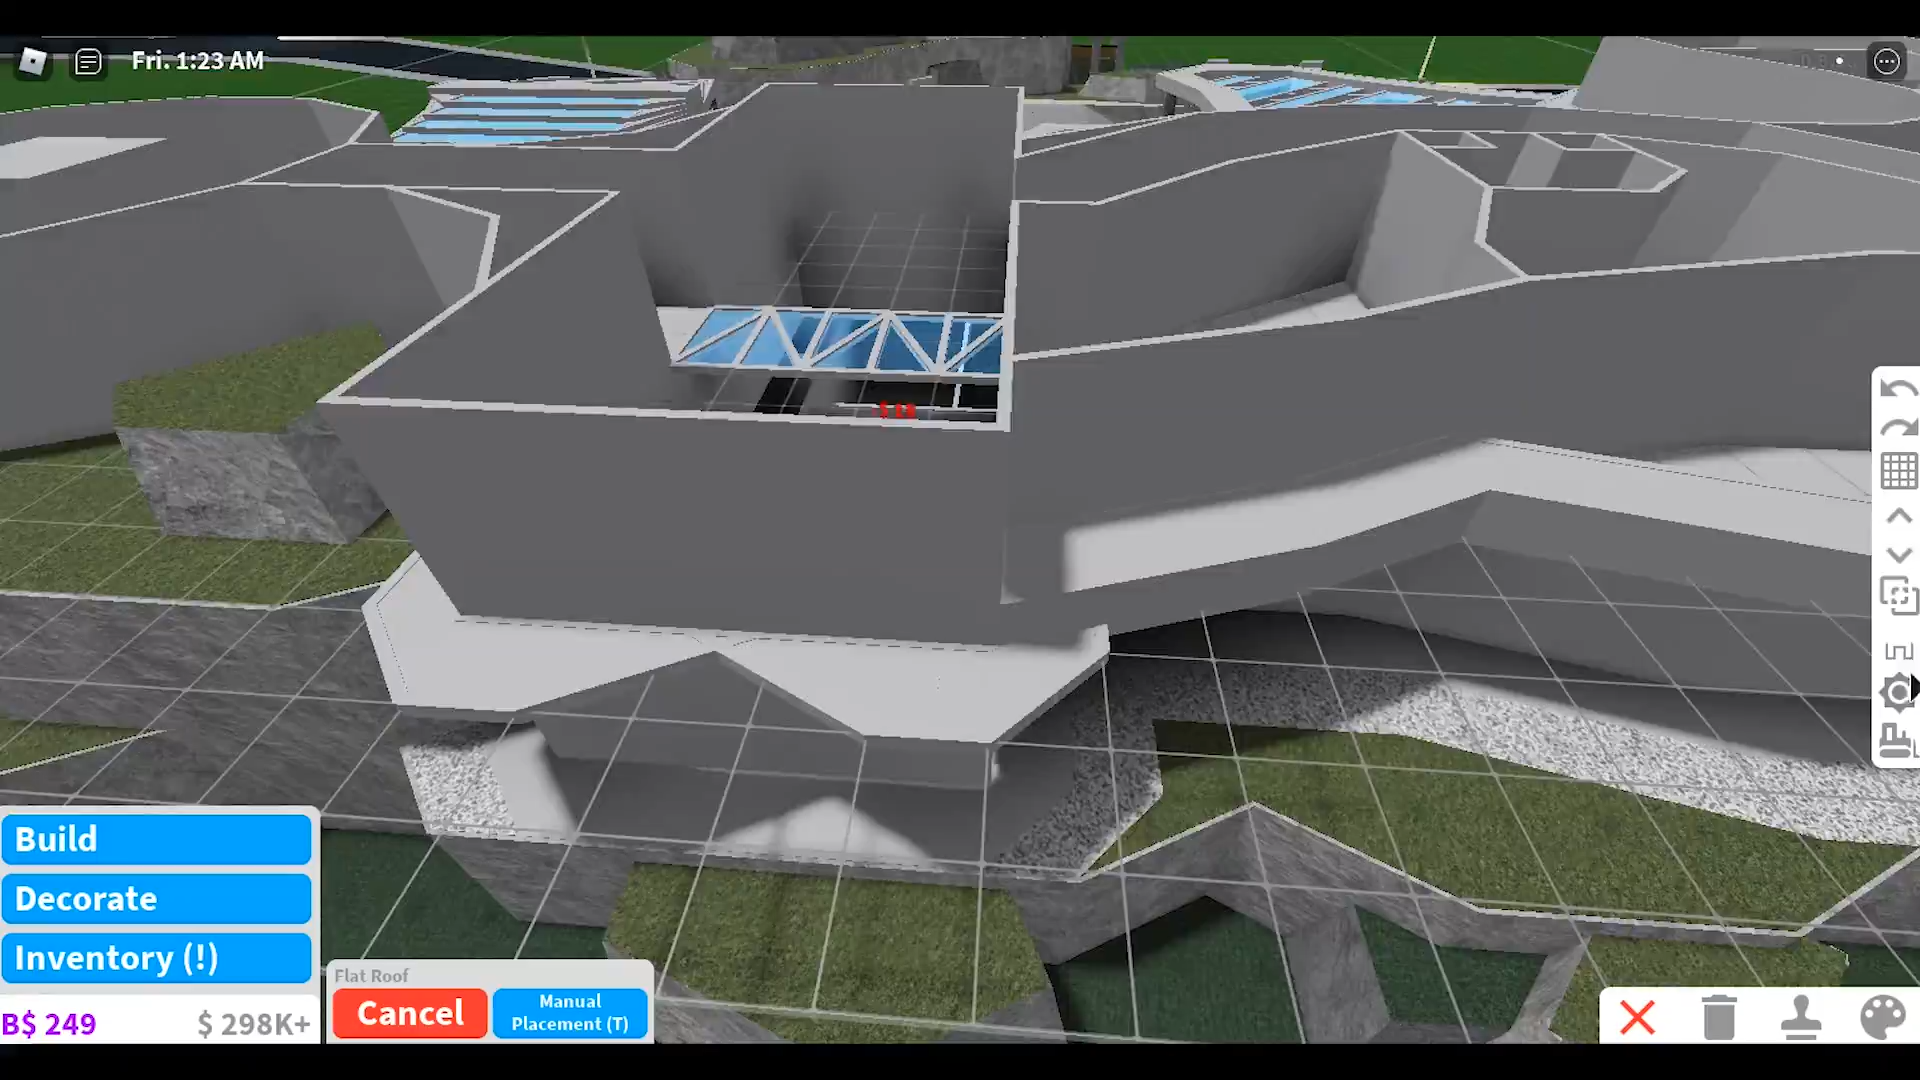 Fri. 1:23 AM
Build
Decorate
Inventory (!)
B$ 249
$ 298K+
Flat Roof
Cancel
Manual
Placement (T)